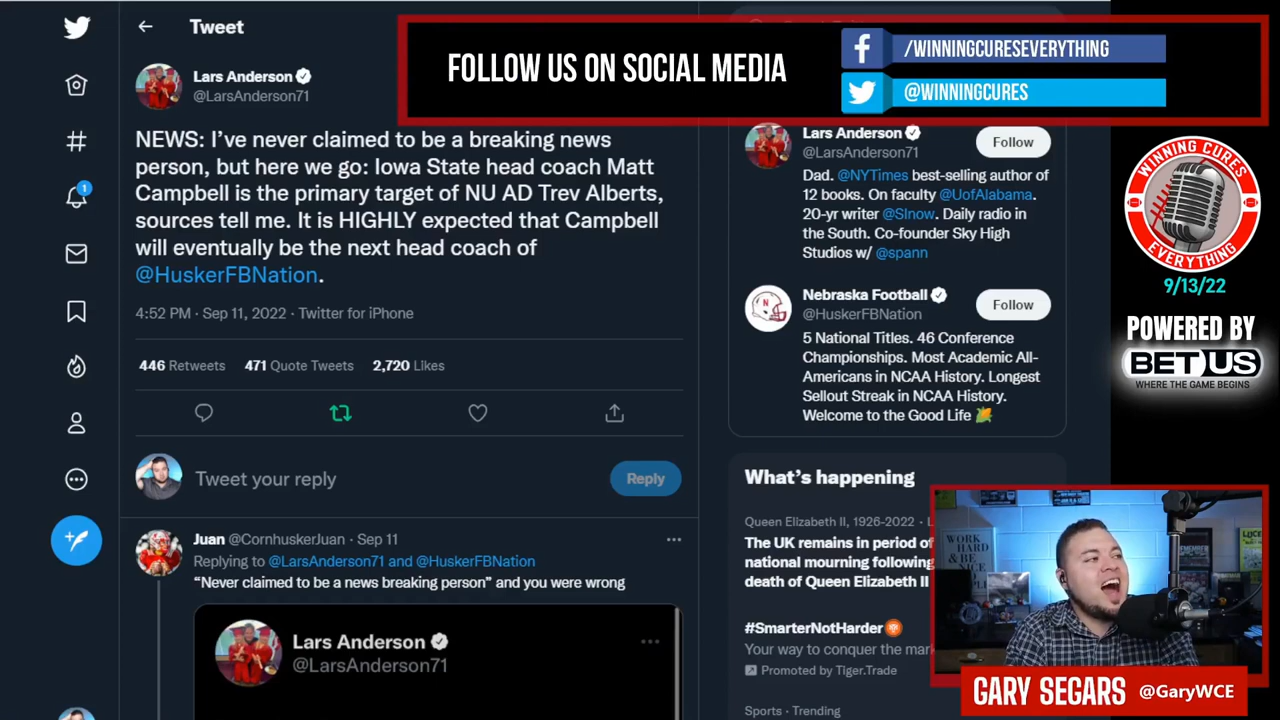 Tweet
FOLLOW US ON SOCIAL MEDIA
/WINNINGCURESEVERYTHING
@WINNINGCURES
Lars Anderson
@LarsAnderson71
NEWS: I've never claimed to be a breaking news
person, but here we go: Iowa State head coach Matt
Campbell is the primary target of NU AD Trev Alberts,
sources tell me. It is HIGHLY expected that Campbell
will eventually be the next head coach of
@HuskerFBNation.
4:52 PM · Sep 11, 2022 · Twitter for iPhone
446 Retweets 471 Quote Tweets 2,720 Likes
Tweet your reply
Reply
Juan @CornhuskerJuan · Sep 11
Replying to @LarsAnderson71 and @HuskerFBNation
“Never claimed to be a news breaking person” and you were wrong
Lars Anderson
@LarsAnderson71
1
Lars Anderson
@LarsAnderson71
Follow
Dad. @NYTimes best-selling author of
12 books. On faculty @UofAlabama.
20-yr writer @SInow. Daily radio in
the South. Co-founder Sky High
Studios w/ @spann
Nebraska Football
@HuskerFBNation
Follow
5 National Titles. 46 Conference
Championships. Most Academic All-
Americans in NCAA History. Longest
Sellout Streak in NCAA History.
Welcome to the Good Life 🌽
What's happening
Queen Elizabeth II, 1926-2022 ·
The UK remains in period of
national mourning following
death of Queen Elizabeth II
#SmarterNotHarder
Your way to conquer the
Promoted by Tiger.Trade
Sports · Trending
WINNING CURES
EVERYTHING
9/13/22
POWERED BY
BETUS
WHERE THE GAME BEGINS
WORK
HARD
& BE
NICE
GARY SEGARS @GaryWCE